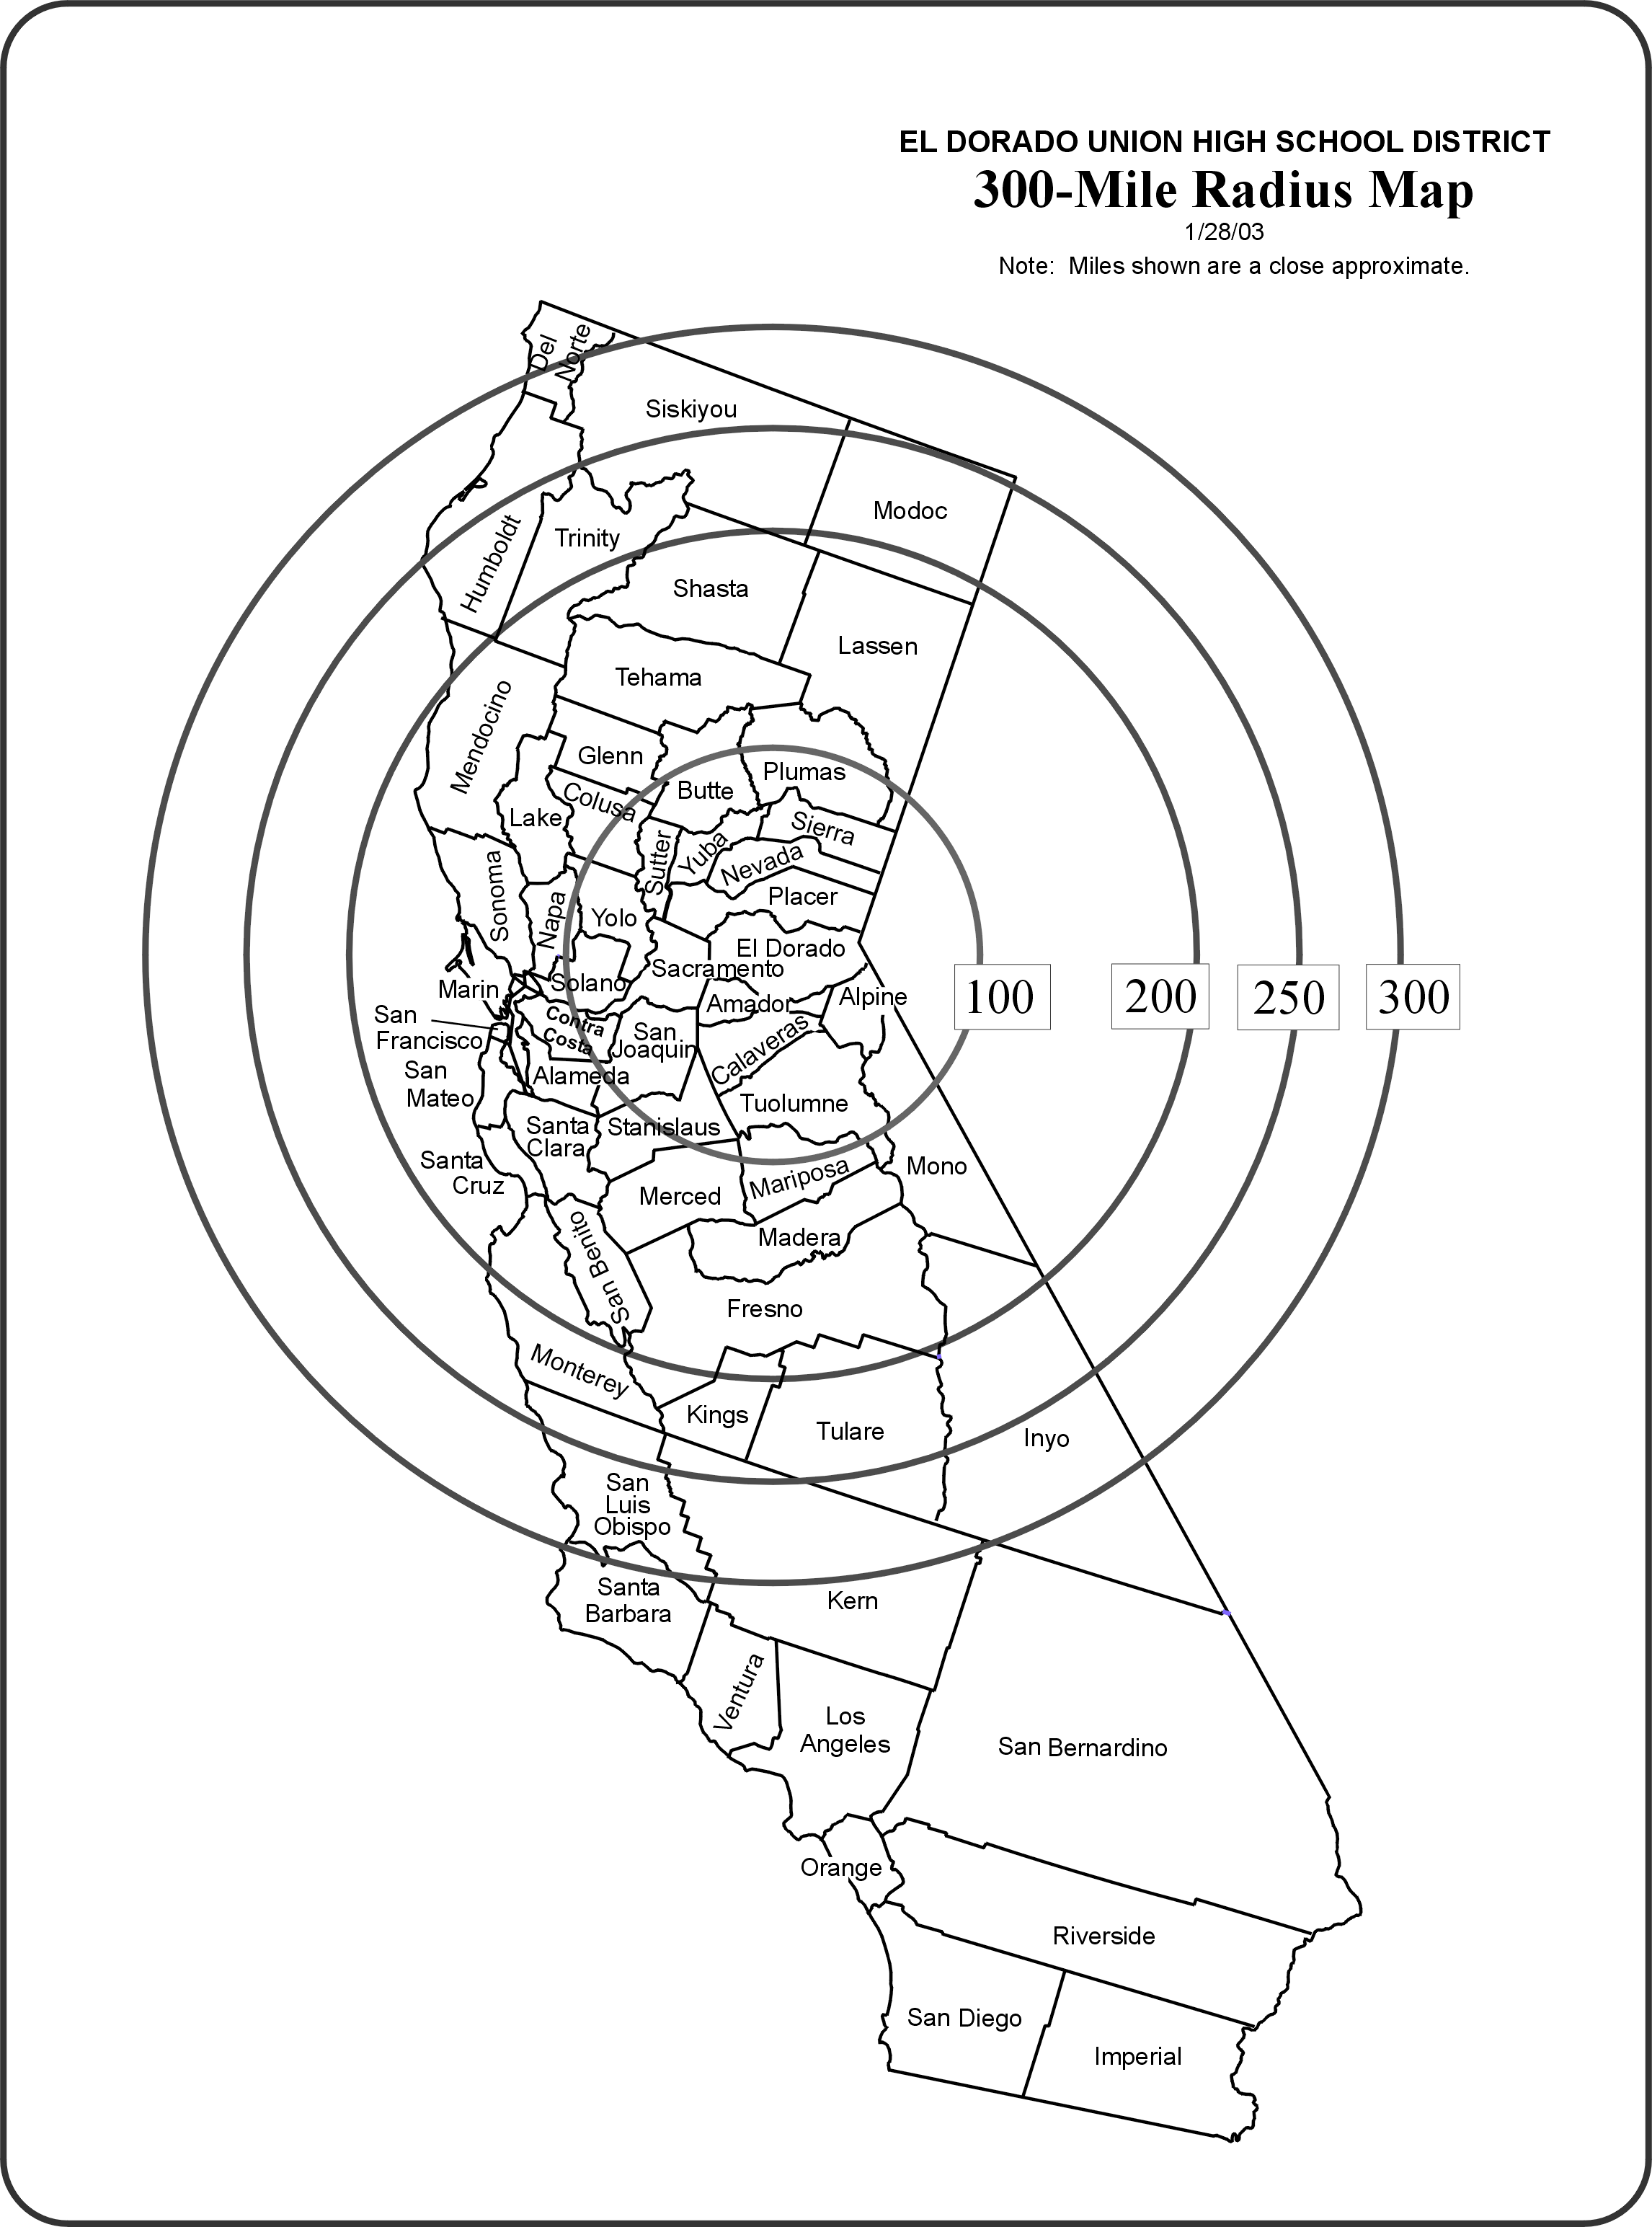 EL DORADO UNION HIGH SCHOOL DISTRICT
300-Mile Radius Map
1/28/03
Note:  Miles shown are a close approximate.
Del
Norte
Siskiyou
Modoc
Humboldt
Trinity
Shasta
Lassen
Tehama
Mendocino
Glenn
Plumas
Butte
Colusa
Lake
Sierra
Sutter
Yuba
Nevada
Placer
Sonoma
Napa
Yolo
El Dorado
Sacramento
Solano
Marin
Amador
Alpine
100
200
250
300
San
Francisco
Contra
Costa
San
Joaquin
Calaveras
San
Mateo
Alameda
Tuolumne
Santa
Clara
Stanislaus
Santa
Cruz
Mono
Merced
Mariposa
San Benito
Madera
Fresno
Monterey
Kings
Tulare
Inyo
San
Luis
Obispo
Santa
Barbara
Kern
Ventura
Los
Angeles
San Bernardino
Orange
Riverside
San Diego
Imperial